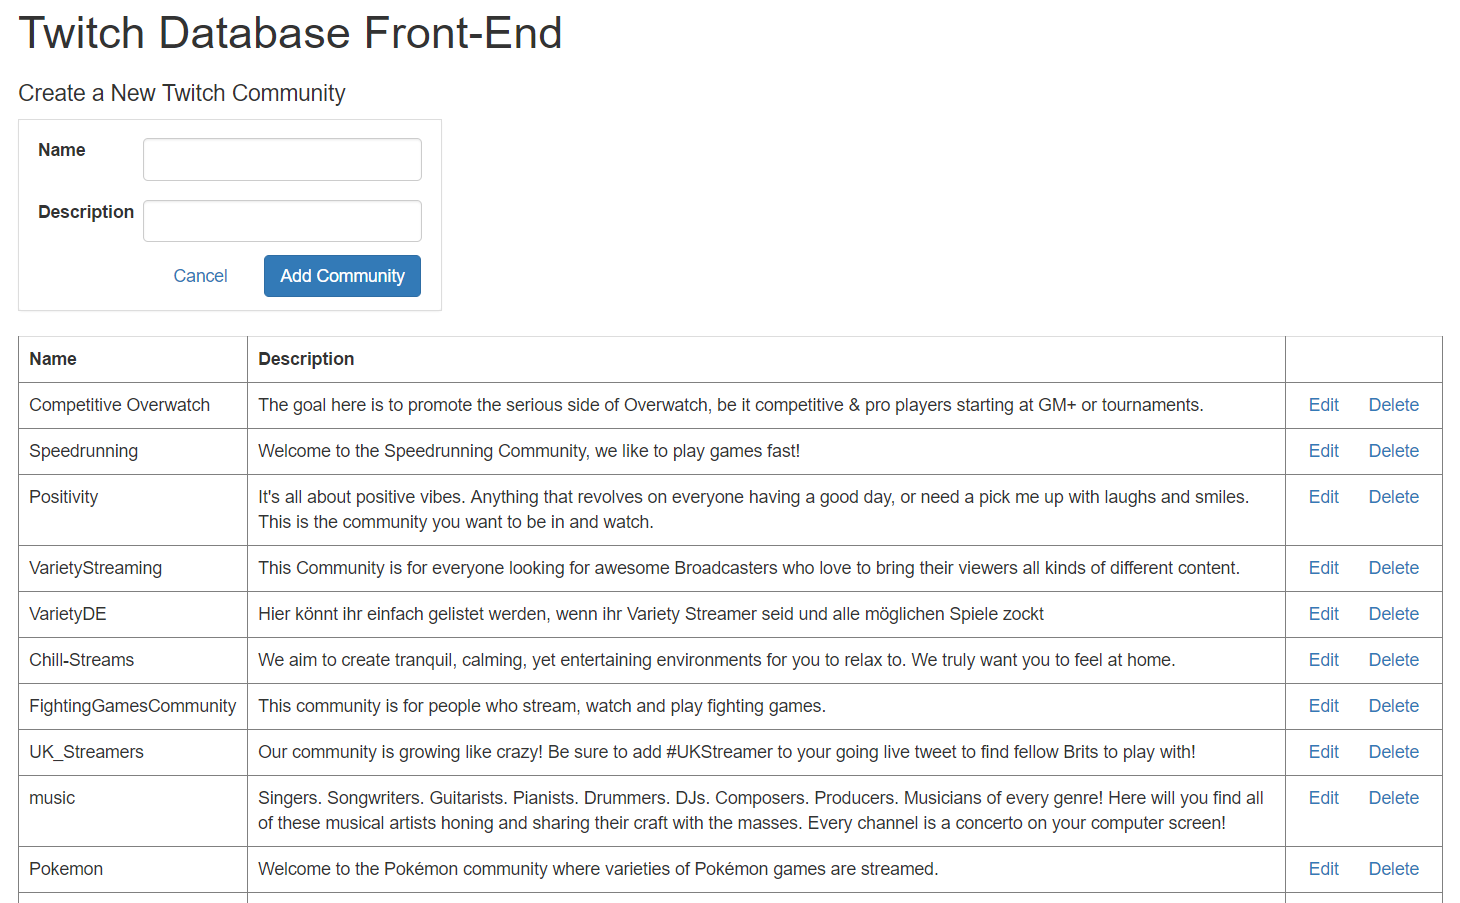 Twitch Database Front-End
Create a New Twitch Community
Name
Description
Cancel Add Community
Name Description
Competitive Overwatch The goal here is to promote the serious side of Overwatch, be it competitive & pro players starting at GM+ or tournaments. Edit Delete
Speedrunning Welcome to the Speedrunning Community, we like to play games fast! Edit Delete
Positivity It's all about positive vibes. Anything that revolves on everyone having a good day, or need a pick me up with laughs and smiles. Edit Delete
This is the community you want to be in and watch.
VarietyStreaming This Community is for everyone looking for awesome Broadcasters who love to bring their viewers all kinds of different content. Edit Delete
VarietyDE Hier könnt ihr einfach gelistet werden, wenn ihr Variety Streamer seid und alle möglichen Spiele zockt Edit Delete
Chill-Streams We aim to create tranquil, calming, yet entertaining environments for you to relax to. We truly want you to feel at home. Edit Delete
FightingGamesCommunity This community is for people who stream, watch and play fighting games. Edit Delete
UK_Streamers Our community is growing like crazy! Be sure to add #UKStreamer to your going live tweet to find fellow Brits to play with! Edit Delete
music Singers. Songwriters. Guitarists. Pianists. Drummers. DJs. Composers. Producers. Musicians of every genre! Here will you find all Edit Delete
of these musical artists honing and sharing their craft with the masses. Every channel is a concerto on your computer screen!
Pokemon Welcome to the Pokémon community where varieties of Pokémon games are streamed. Edit Delete